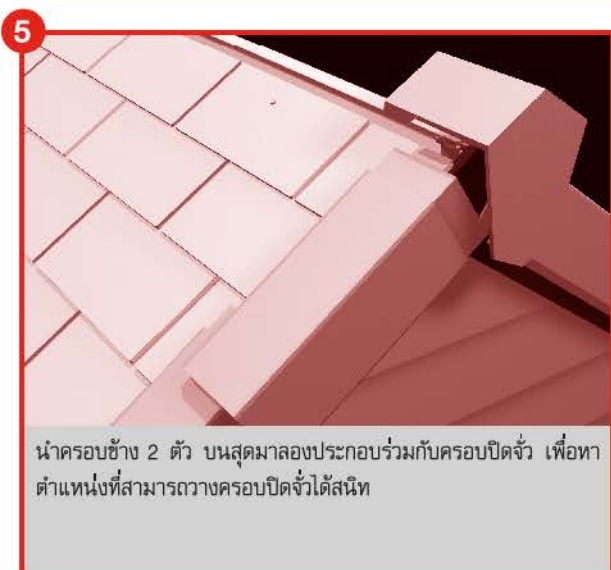 5
นำครอบข้าง 2 ตัว บนสุดมาลองประกอบร่วมกับครอบปิดจั่ว เพื่อหา
ตำแหน่งที่สามารถวางครอบปิดจั่วได้สนิท